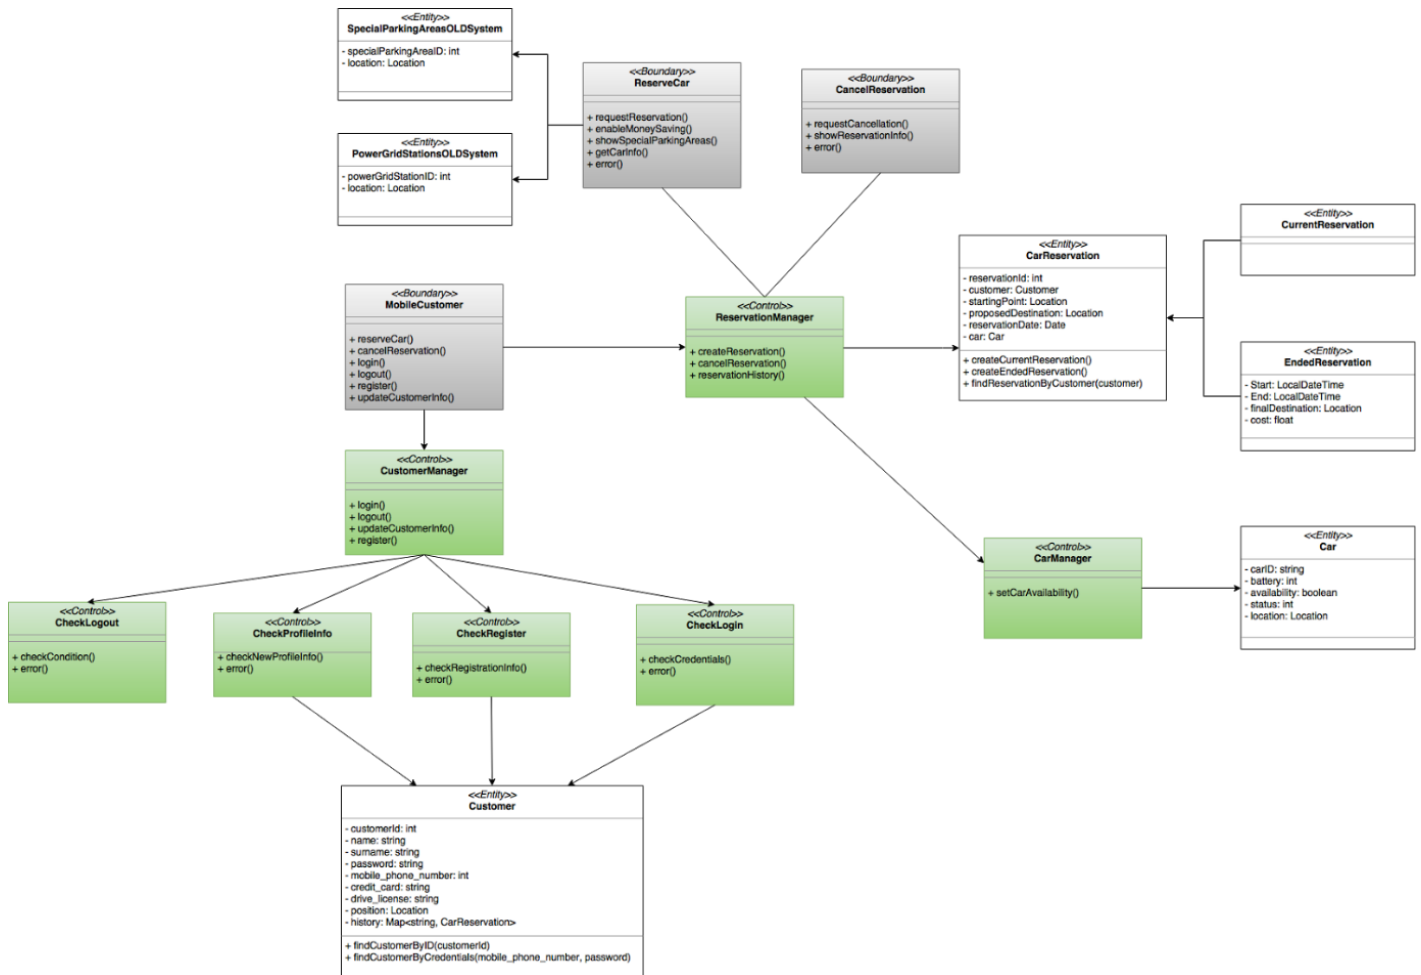 <<Entity>>
SpecialParkingAreasOLDSystem
- specialParkingAreaID: int
- location: Location
<<Entity>>
PowerGridStationsOLDSystem
- powerGridStationID: int
- location: Location
<<Boundary>>
ReserveCar
+ requestReservation()
+ enableMoneySaving()
+ showSpecialParkingAreas()
+ getCarInfo()
+ error()
<<Boundary>>
CancelReservation
+ requestCancellation()
+ showReservationInfo()
+ error()
<<Entity>>
CurrentReservation
<<Entity>>
CarReservation
- reservationId: int
- customer: Customer
- startingPoint: Location
- proposedDestination: Location
- reservationDate: Date
- car: Car
+ createCurrentReservation()
+ createEndedReservation()
+ findReservationByCustomer(customer)
<<Entity>>
EndedReservation
- Start: LocalDateTime
- End: LocalDateTime
- finalDestination: Location
- cost: float
<<Boundary>>
MobileCustomer
+ reserveCar()
+ cancelReservation()
+ login()
+ logout()
+ register()
+ updateCustomerInfo()
<<Control>>
ReservationManager
+ createReservation()
+ cancelReservation()
+ reservationHistory()
<<Control>>
CustomerManager
+ login()
+ logout()
+ updateCustomerInfo()
+ register()
<<Control>>
CarManager
+ setCarAvailability()
<<Entity>>
Car
- carID: string
- battery: int
- availability: boolean
- status: int
- location: Location
<<Control>>
CheckLogout
+ checkCondition()
+ error()
<<Control>>
CheckProfileInfo
+ checkNewProfileInfo()
+ error()
<<Control>>
CheckRegister
+ checkRegistrationInfo()
+ error()
<<Control>>
CheckLogin
+ checkCredentials()
+ error()
<<Entity>>
Customer
- customerId: int
- name: string
- surname: string
- password: string
- mobile_phone_number: int
- credit_card: string
- drive_license: string
- position: Location
- history: Map<string, CarReservation>
+ findCustomerByID(customerId)
+ findCustomerByCredentials(mobile_phone_number, password)